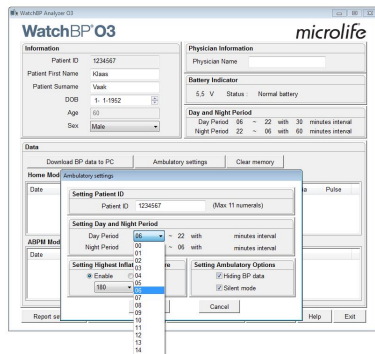 WatchBP Analyzer O3
WatchBP® O3
microlife
Information
Patient ID 1234567
Patient First Name Klaas
Patient Surname Vaak
DOB 1- 1-1952
Age 60
Sex Male
Physician Information
Physician Name
Battery Indicator
5,5 V Status : Normal battery
Day and Night Period
Day Period 06 ~ 22 with 30 minutes interval
Night Period 22 ~ 06 with 60 minutes interval
Data
Download BP data to PC Ambulatory settings Clear memory
Home Mod
Date
Pulse
ABPM Mod
Date
Ambulatory settings
Setting Patient ID
Patient ID 1234567 (Max 11 numerals)
Setting Day and Night Period
Day Period 06 ~ 22 with minutes interval
Night Period ~ 06 with minutes interval
00
01
02
03
04
05
06
07
08
09
10
11
12
13
14
Setting Highest Inflat
Enable
180
Setting Ambulatory Options
Hiding BP data
Silent mode
Cancel
Report se
Help Exit